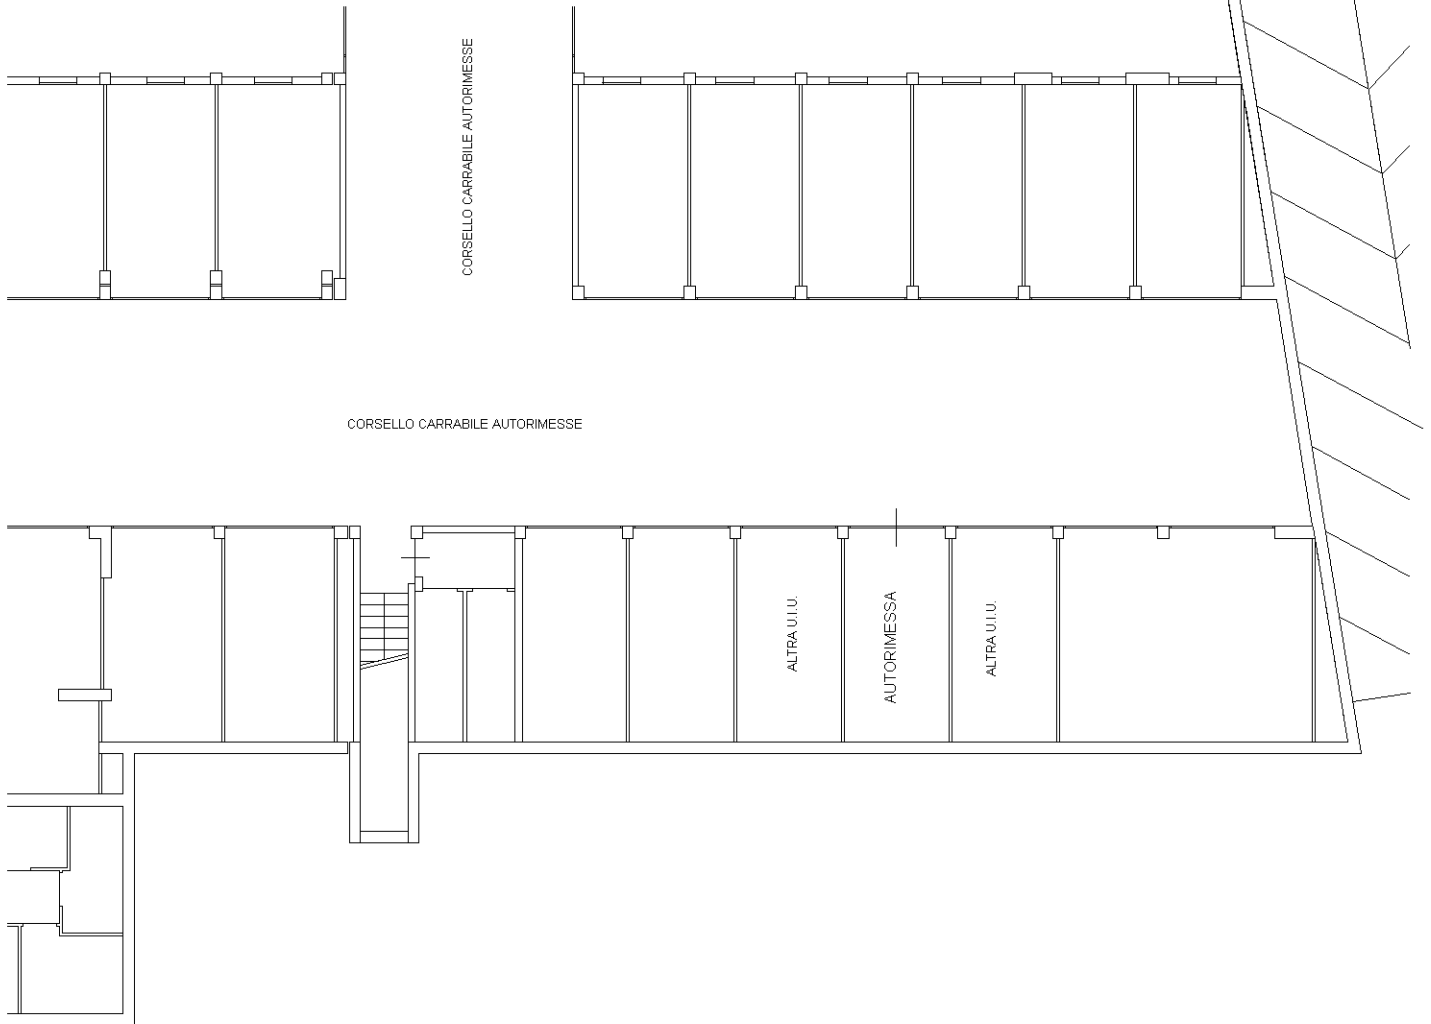 CORSELLO CARRABILE AUTORIMESSE
CORSELLO CARRABILE AUTORIMESSE
ALTRA U.I.U.
AUTORIMESSA
ALTRA U.I.U.